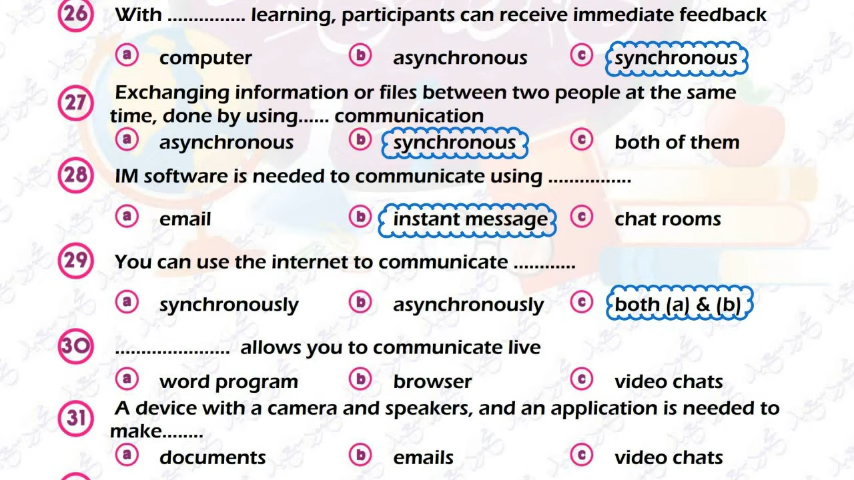 26 With ............... learning, participants can receive immediate feedback
a computer b asynchronous c synchronous
27 Exchanging information or files between two people at the same
time, done by using...... communication
a asynchronous b synchronous c both of them
28 IM software is needed to communicate using ................
a email b instant message c chat rooms
29 You can use the internet to communicate ............
a synchronously b asynchronously c both (a) & (b)
30 ...................... allows you to communicate live
a word program b browser c video chats
31 A device with a camera and speakers, and an application is needed to
make........
a documents b emails c video chats